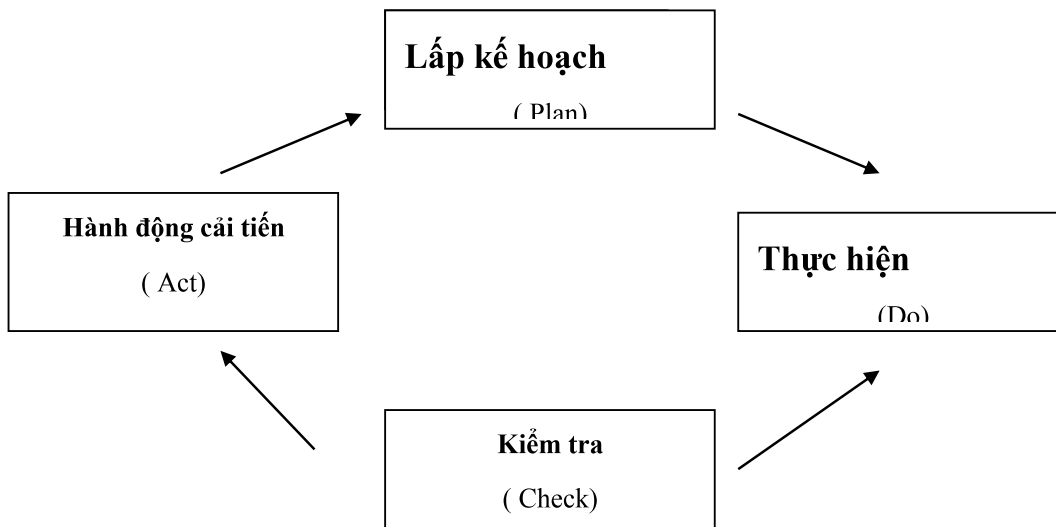 Lấp kế hoạch
( Plan)
Hành động cải tiến
( Act)
Thực hiện
(Do)
Kiểm tra
( Check)